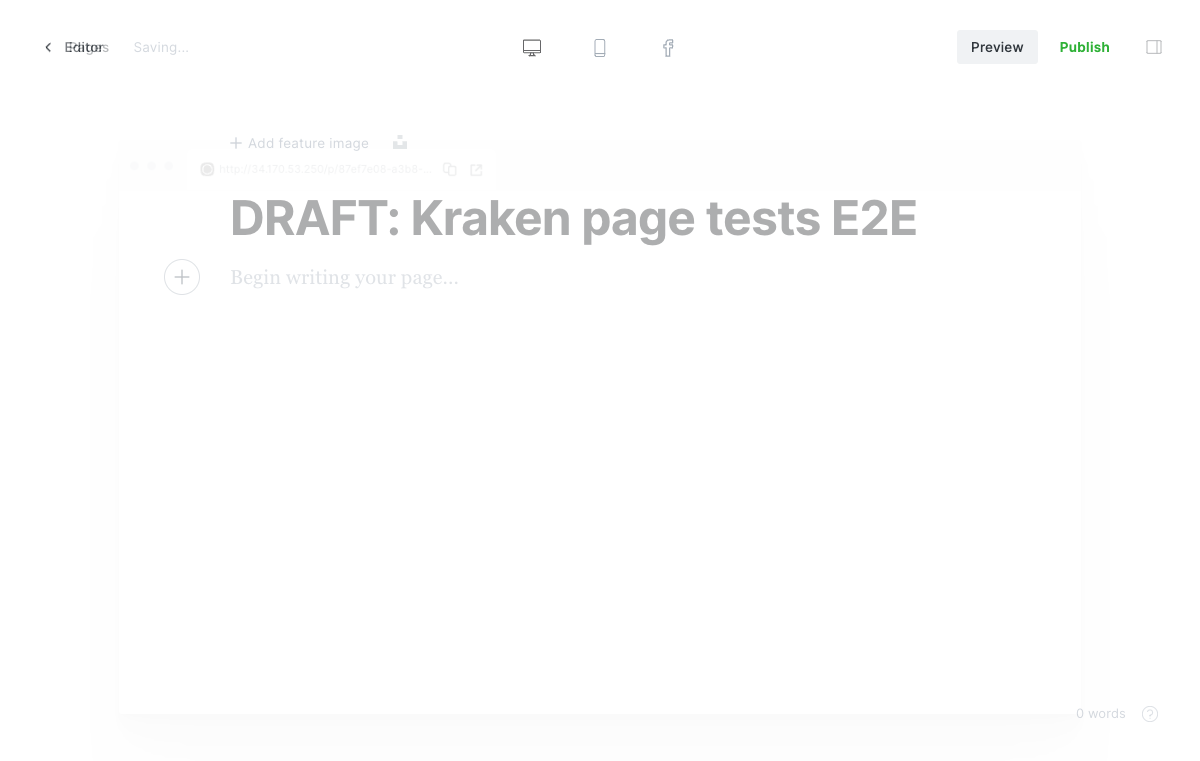 Editor Pages Saving...
Preview Publish
Add feature image
http://34.170.53.250/p/87ef7e08-a3b8-...
DRAFT: Kraken page tests E2E
Begin writing your page...
0 words